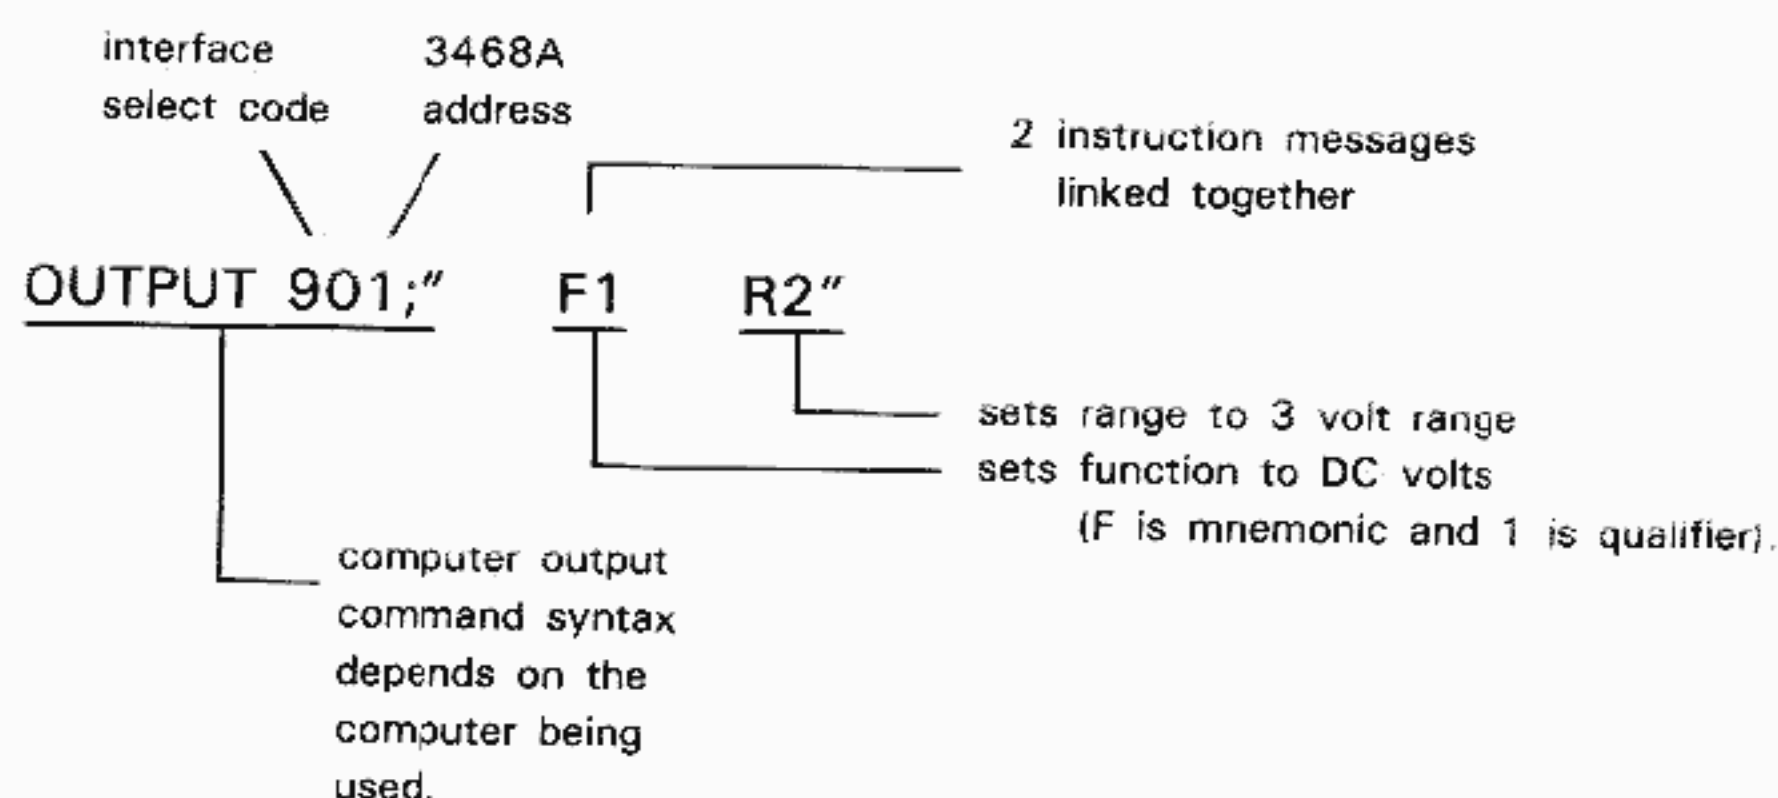 interface
select code
3468A
address
2 instruction messages
linked together
OUTPUT 901;" F1 R2"
sets range to 3 volt range
sets function to DC volts
(F is mnemonic and 1 is qualifier).
computer output
command syntax
depends on the
computer being
used.